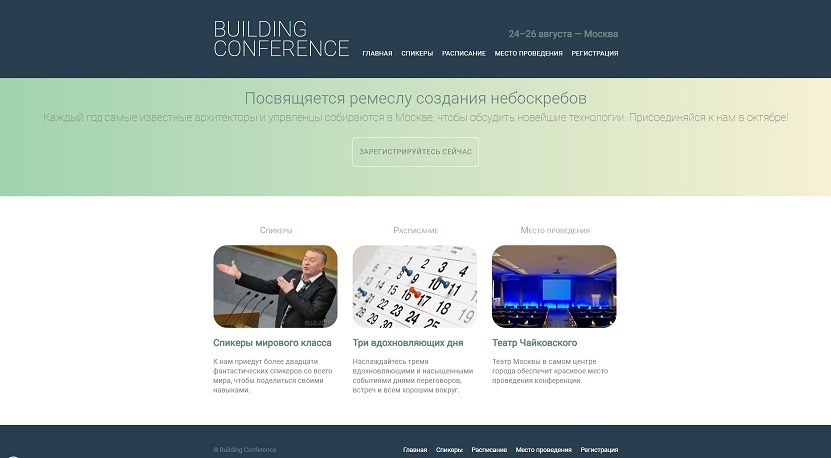 BUILDING
CONFERENCE
24–26 августа — Москва
ГЛАВНАЯ СПИКЕРЫ РАСПИСАНИЕ МЕСТО ПРОВЕДЕНИЯ РЕГИСТРАЦИЯ
Посвящяется ремеслу создания небоскребов
Каждый год самые известные архитекторы и упрвленцы собираются в Москве, чтобы обсудить новейшие технологии. Присоединяйся к нам в октябре!
ЗАРЕГИСТРИРУЙТЕСЬ СЕЙЧАС
Спикеры Расписание Место проведения
Спикеры мирового класса
К нам приедут более двадцати
фантастических спикеров со всего
мира, чтобы поделиться своими
навыками.
Три вдохновляющих дня
Наслаждайтесь тремя
вдохновляющими и насыщенными
событиями днями переговоров,
встреч и всем хорошим вокруг.
Театр Чайковского
Театр Москвы в самом центре
города обеспечит красивое место
проведения конференции.
© Building Conference
Главная Спикеры Расписание Место проведения Регистрация